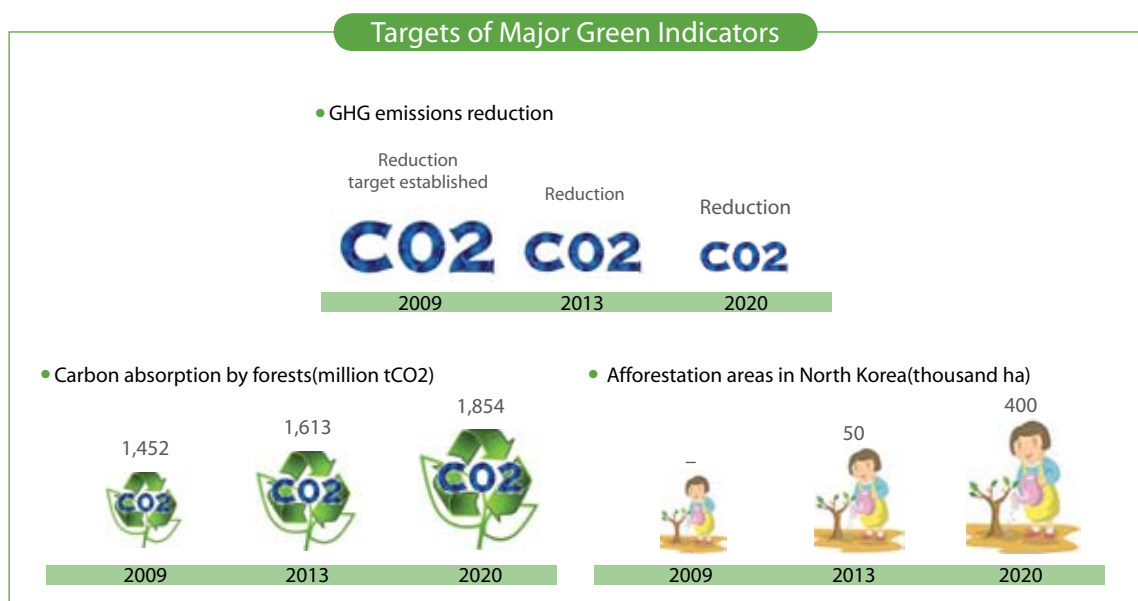 Targets of Major Green Indicators
• GHG emissions reduction
Reduction
target established
Reduction
Reduction
CO2
CO2
CO2
2009
2013
2020
• Carbon absorption by forests(million tCO2)
1,452
1,613
1,854
CO2
CO2
CO2
2009
2013
2020
• Afforestation areas in North Korea(thousand ha)
–
50
400
2009
2013
2020